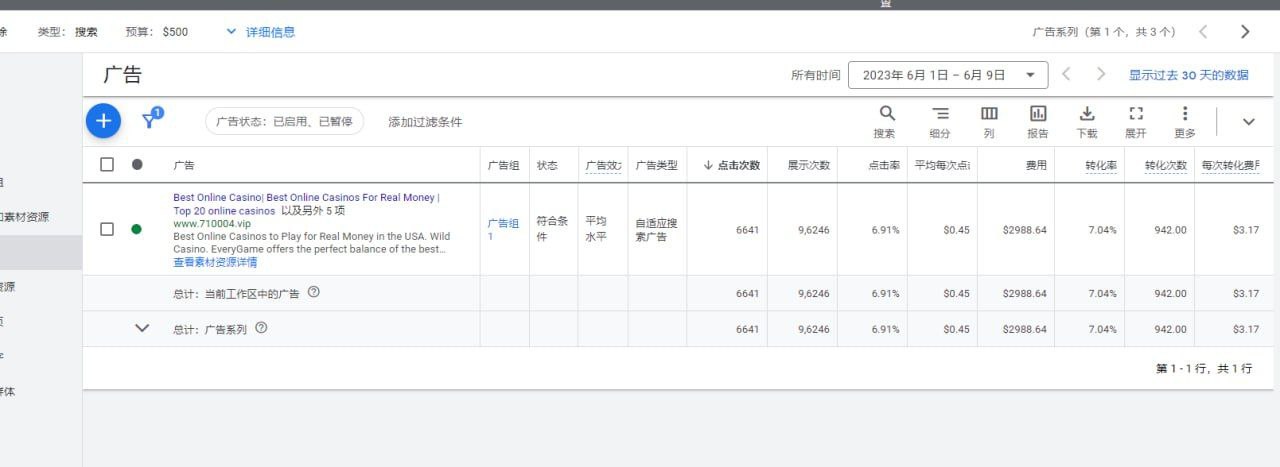 类型： 搜索 预算： $500 详细信息 广告系列（第 1 个，共 3 个）
广告 所有时间 2023年 6月 1日 – 6月 9日 显示过去 30 天的数据
1 广告状态：已启用、已暂停 添加过滤条件 搜索 细分 列 报告 下载 展开 更多
广告 广告组 状态 广告效 广告类型 点击次数 展示次数 点击率 平均每次点 费用 转化率 转化次数 每次转化费
Best Online Casino| Best Online Casinos For Real Money |
Top 20 online casinos 以及另外 5 项
www.710004.vip
Best Online Casinos to Play for Real Money in the USA. Wild
Casino. EveryGame offers the perfect balance of the best…
查看素材资源详情
广告组
1
符合条
件
平均
水平
自适应搜
索广告
6641 9,6246 6.91% $0.45 $2988.64 7.04% 942.00 $3.17
总计：当前工作区中的广告 6641 9,6246 6.91% $0.45 $2988.64 7.04% 942.00 $3.17
总计：广告系列 6641 9,6246 6.91% $0.45 $2988.64 7.04% 942.00 $3.17
第 1 - 1 行，共 1 行
素材资源